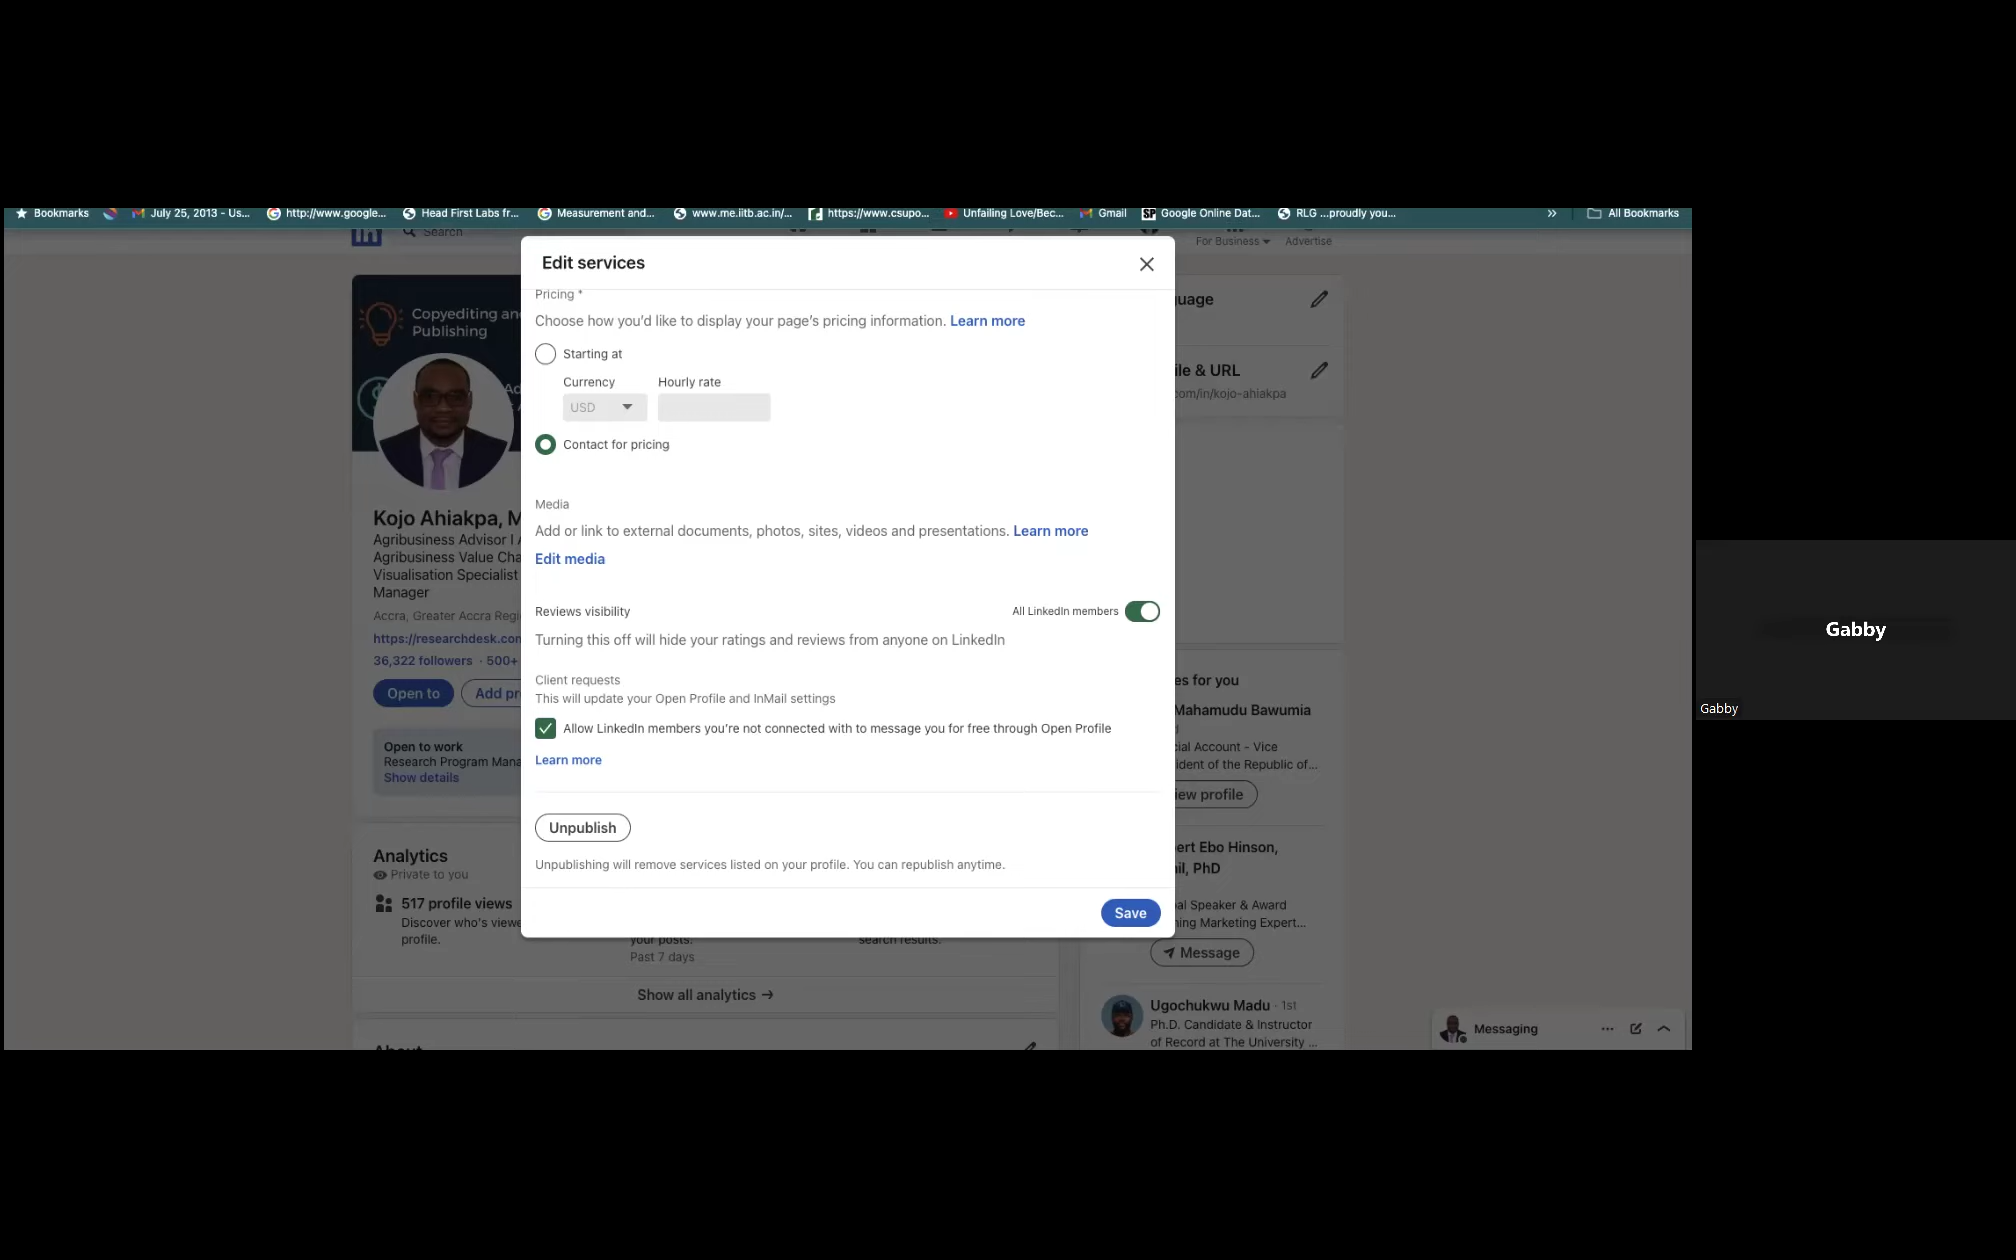 Bookmarks
July 25, 2013 - Us...
http://www.google...
Head First Labs fr...
Measurement and...
www.me.iitb.ac.in/...
https://www.csupo...
Unfailing Love/Bec...
Gmail
Google Online Dat...
RLG ...proudly you...
»
All Bookmarks
Search
For Business
Advertise
Copyediting an
Publishing
Kojo Ahiakpa, M
Agribusiness Advisor I
Agribusiness Value Cha
Visualisation Specialist
Manager
Accra, Greater Accra Regi
https://researchdesk.con
36,322 followers · 500+
Open to
Add pr
Open to work
Research Program Mana
Show details
Analytics
Private to you
517 profile views
Discover who's viewe
profile.
your posts.
Past 7 days
search results.
Show all analytics →
Edit services
Pricing *
Choose how you'd like to display your page's pricing information. Learn more
Starting at
Currency Hourly rate
USD
Contact for pricing
Media
Add or link to external documents, photos, sites, videos and presentations. Learn more
Edit media
Reviews visibility
All LinkedIn members
Turning this off will hide your ratings and reviews from anyone on LinkedIn
Client requests
This will update your Open Profile and InMail settings
Allow LinkedIn members you're not connected with to message you for free through Open Profile
Learn more
Unpublish
Unpublishing will remove services listed on your profile. You can republish anytime.
Save
uage
ile & URL
com/in/kojo-ahiakpa
es for you
Mahamudu Bawumia
cial Account - Vice
ident of the Republic of...
iew profile
ert Ebo Hinson,
il, PhD
al Speaker & Award
ning Marketing Expert...
Message
Ugochukwu Madu · 1st
Ph.D. Candidate & Instructor
of Record at The University ...
Messaging
Gabby
Gabby